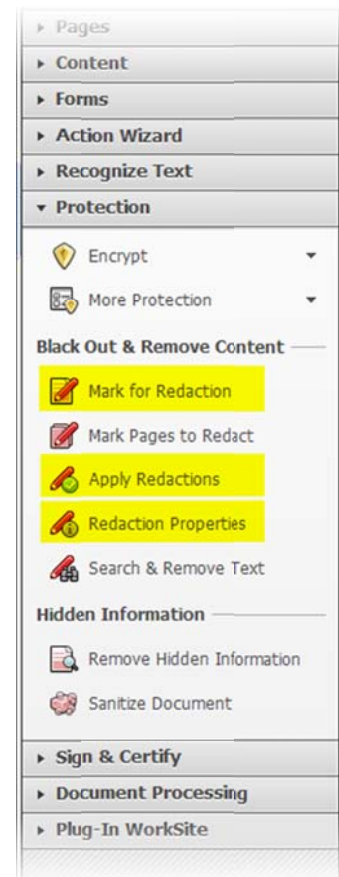 Pages
Content
Forms
Action Wizard
Recognize Text
Protection
Encrypt
More Protection
Black Out & Remove Content
Mark for Redaction
Mark Pages to Redact
Apply Redactions
Redaction Properties
Search & Remove Text
Hidden Information
Remove Hidden Information
Sanitize Document
Sign & Certify
Document Processing
Plug-In WorkSite